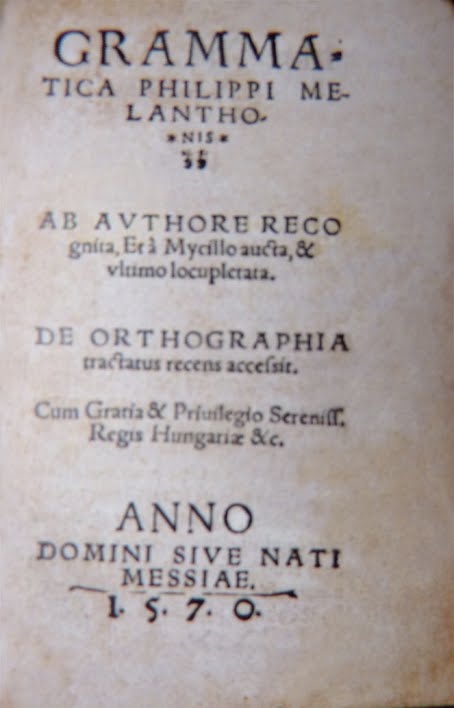 GRAMMA-
TICA PHILIPPI ME-
LANTHO-
*NIS*
AB AVTHORE RECO
gnita, Et à Mycillo aucta, &
vltimo locupletata.
DE ORTHOGRAPHIA
tractatus recens accessit.
Cum Gratia & Priuilegio Sereniss.
Regis Hungariæ &c.
ANNO
DOMINI SIVE NATI
MESSIAE.
1. 5. 7. 0.